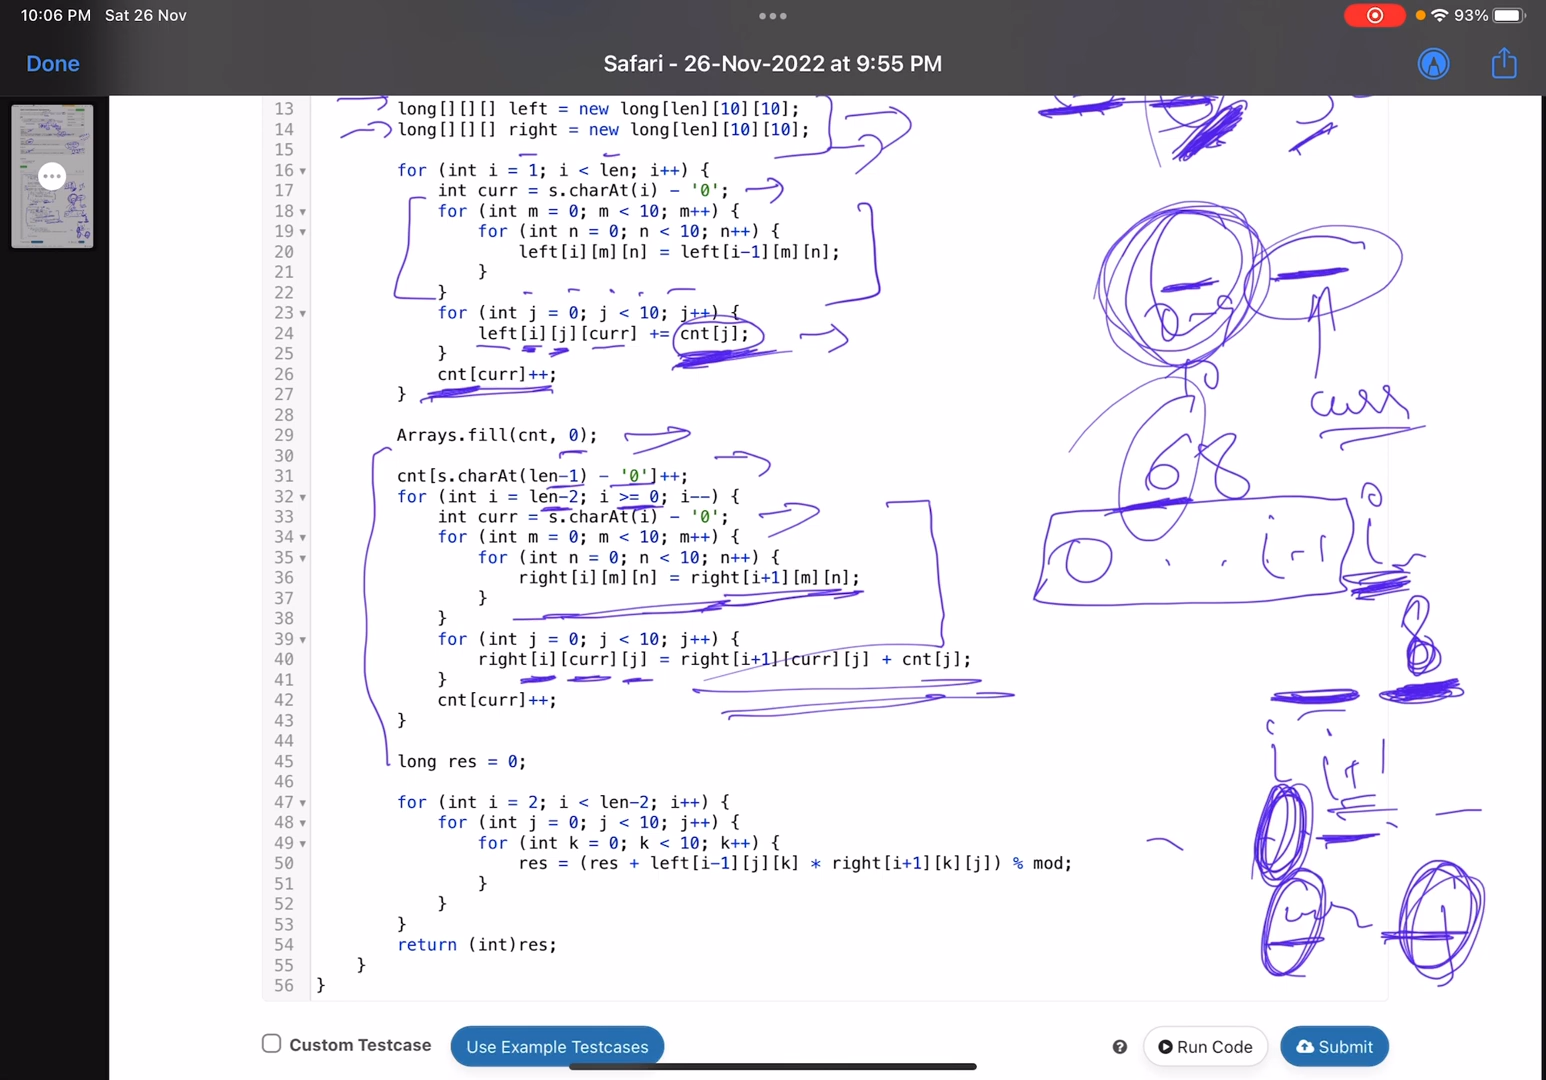 10:06 PM Sat 26 Nov
93%
Done
Safari - 26-Nov-2022 at 9:55 PM
13 long[][][] left = new long[len][10][10];
14 long[][][] right = new long[len][10][10];
15
16 for (int i = 1; i < len; i++) {
17 int curr = s.charAt(i) - '0';
18 for (int m = 0; m < 10; m++) {
19 for (int n = 0; n < 10; n++) {
20 left[i][m][n] = left[i-1][m][n];
21 }
22 }
23 for (int j = 0; j < 10; j++) {
24 left[i][j][curr] += cnt[j];
25 }
26 cnt[curr]++;
27 }
28
29 Arrays.fill(cnt, 0);
30
31 cnt[s.charAt(len-1) - '0']++;
32 for (int i = len-2; i >= 0; i--) {
33 int curr = s.charAt(i) - '0';
34 for (int m = 0; m < 10; m++) {
35 for (int n = 0; n < 10; n++) {
36 right[i][m][n] = right[i+1][m][n];
37 }
38 }
39 for (int j = 0; j < 10; j++) {
40 right[i][curr][j] = right[i+1][curr][j] + cnt[j];
41 }
42 cnt[curr]++;
43 }
44
45 long res = 0;
46
47 for (int i = 2; i < len-2; i++) {
48 for (int j = 0; j < 10; j++) {
49 for (int k = 0; k < 10; k++) {
50 res = (res + left[i-1][j][k] * right[i+1][k][j]) % mod;
51 }
52 }
53 }
54 return (int)res;
55 }
56 }
0-9
curr
68
0 . . i-1 i
8
i i+1
curr
Custom Testcase
Use Example Testcases
Run Code
Submit